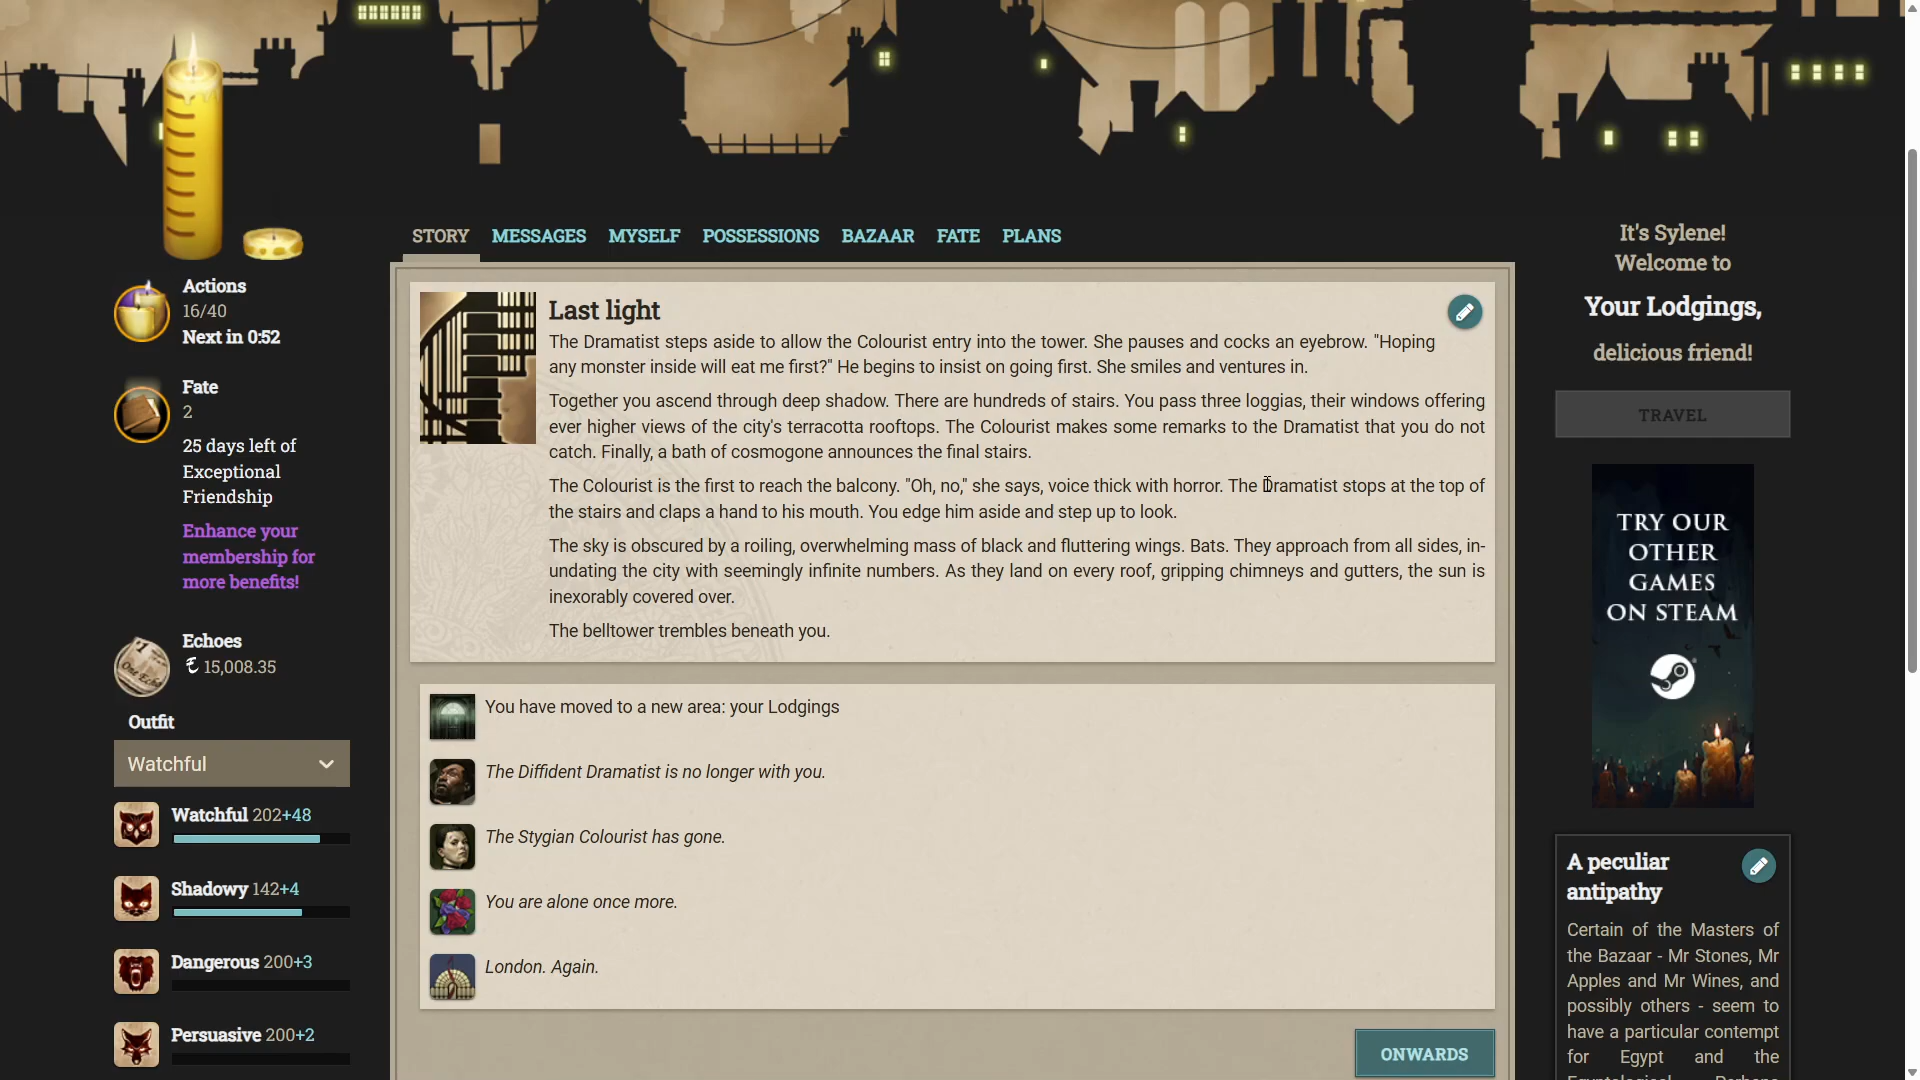 STORY MESSAGES MYSELF POSSESSIONS BAZAAR FATE PLANS
Actions
16/40
Next in 0:52
Fate
2
25 days left of
Exceptional
Friendship
Enhance your
membership for
more benefits!
Echoes
15,008.35
Outfit
Watchful
Watchful 202+48
Shadowy 142+4
Dangerous 200+3
Persuasive 200+2
Last light
The Dramatist steps aside to allow the Colourist entry into the tower. She pauses and cocks an eyebrow. "Hoping
any monster inside will eat me first?" He begins to insist on going first. She smiles and ventures in.
Together you ascend through deep shadow. There are hundreds of stairs. You pass three loggias, their windows offering
ever higher views of the city's terracotta rooftops. The Colourist makes some remarks to the Dramatist that you do not
catch. Finally, a bath of cosmogone announces the final stairs.
The Colourist is the first to reach the balcony. "Oh, no," she says, voice thick with horror. The Dramatist stops at the top of
the stairs and claps a hand to his mouth. You edge him aside and step up to look.
The sky is obscured by a roiling, overwhelming mass of black and fluttering wings. Bats. They approach from all sides, in-
undating the city with seemingly infinite numbers. As they land on every roof, gripping chimneys and gutters, the sun is
inexorably covered over.
The belltower trembles beneath you.
You have moved to a new area: your Lodgings
The Diffident Dramatist is no longer with you.
The Stygian Colourist has gone.
You are alone once more.
London. Again.
ONWARDS
It's Sylene!
Welcome to
Your Lodgings,
delicious friend!
TRAVEL
TRY OUR
OTHER
GAMES
ON STEAM
A peculiar
antipathy
Certain of the Masters of
the Bazaar - Mr Stones, Mr
Apples and Mr Wines, and
possibly others - seem to
have a particular contempt
for Egypt and the